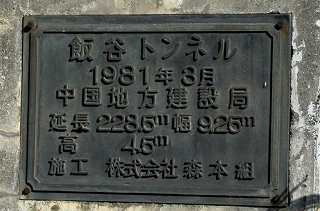 飯谷トンネル
1981年3月
中国地方建設局
延長228.5m幅9.25m
高 4.5m
施工 株式会社森本組